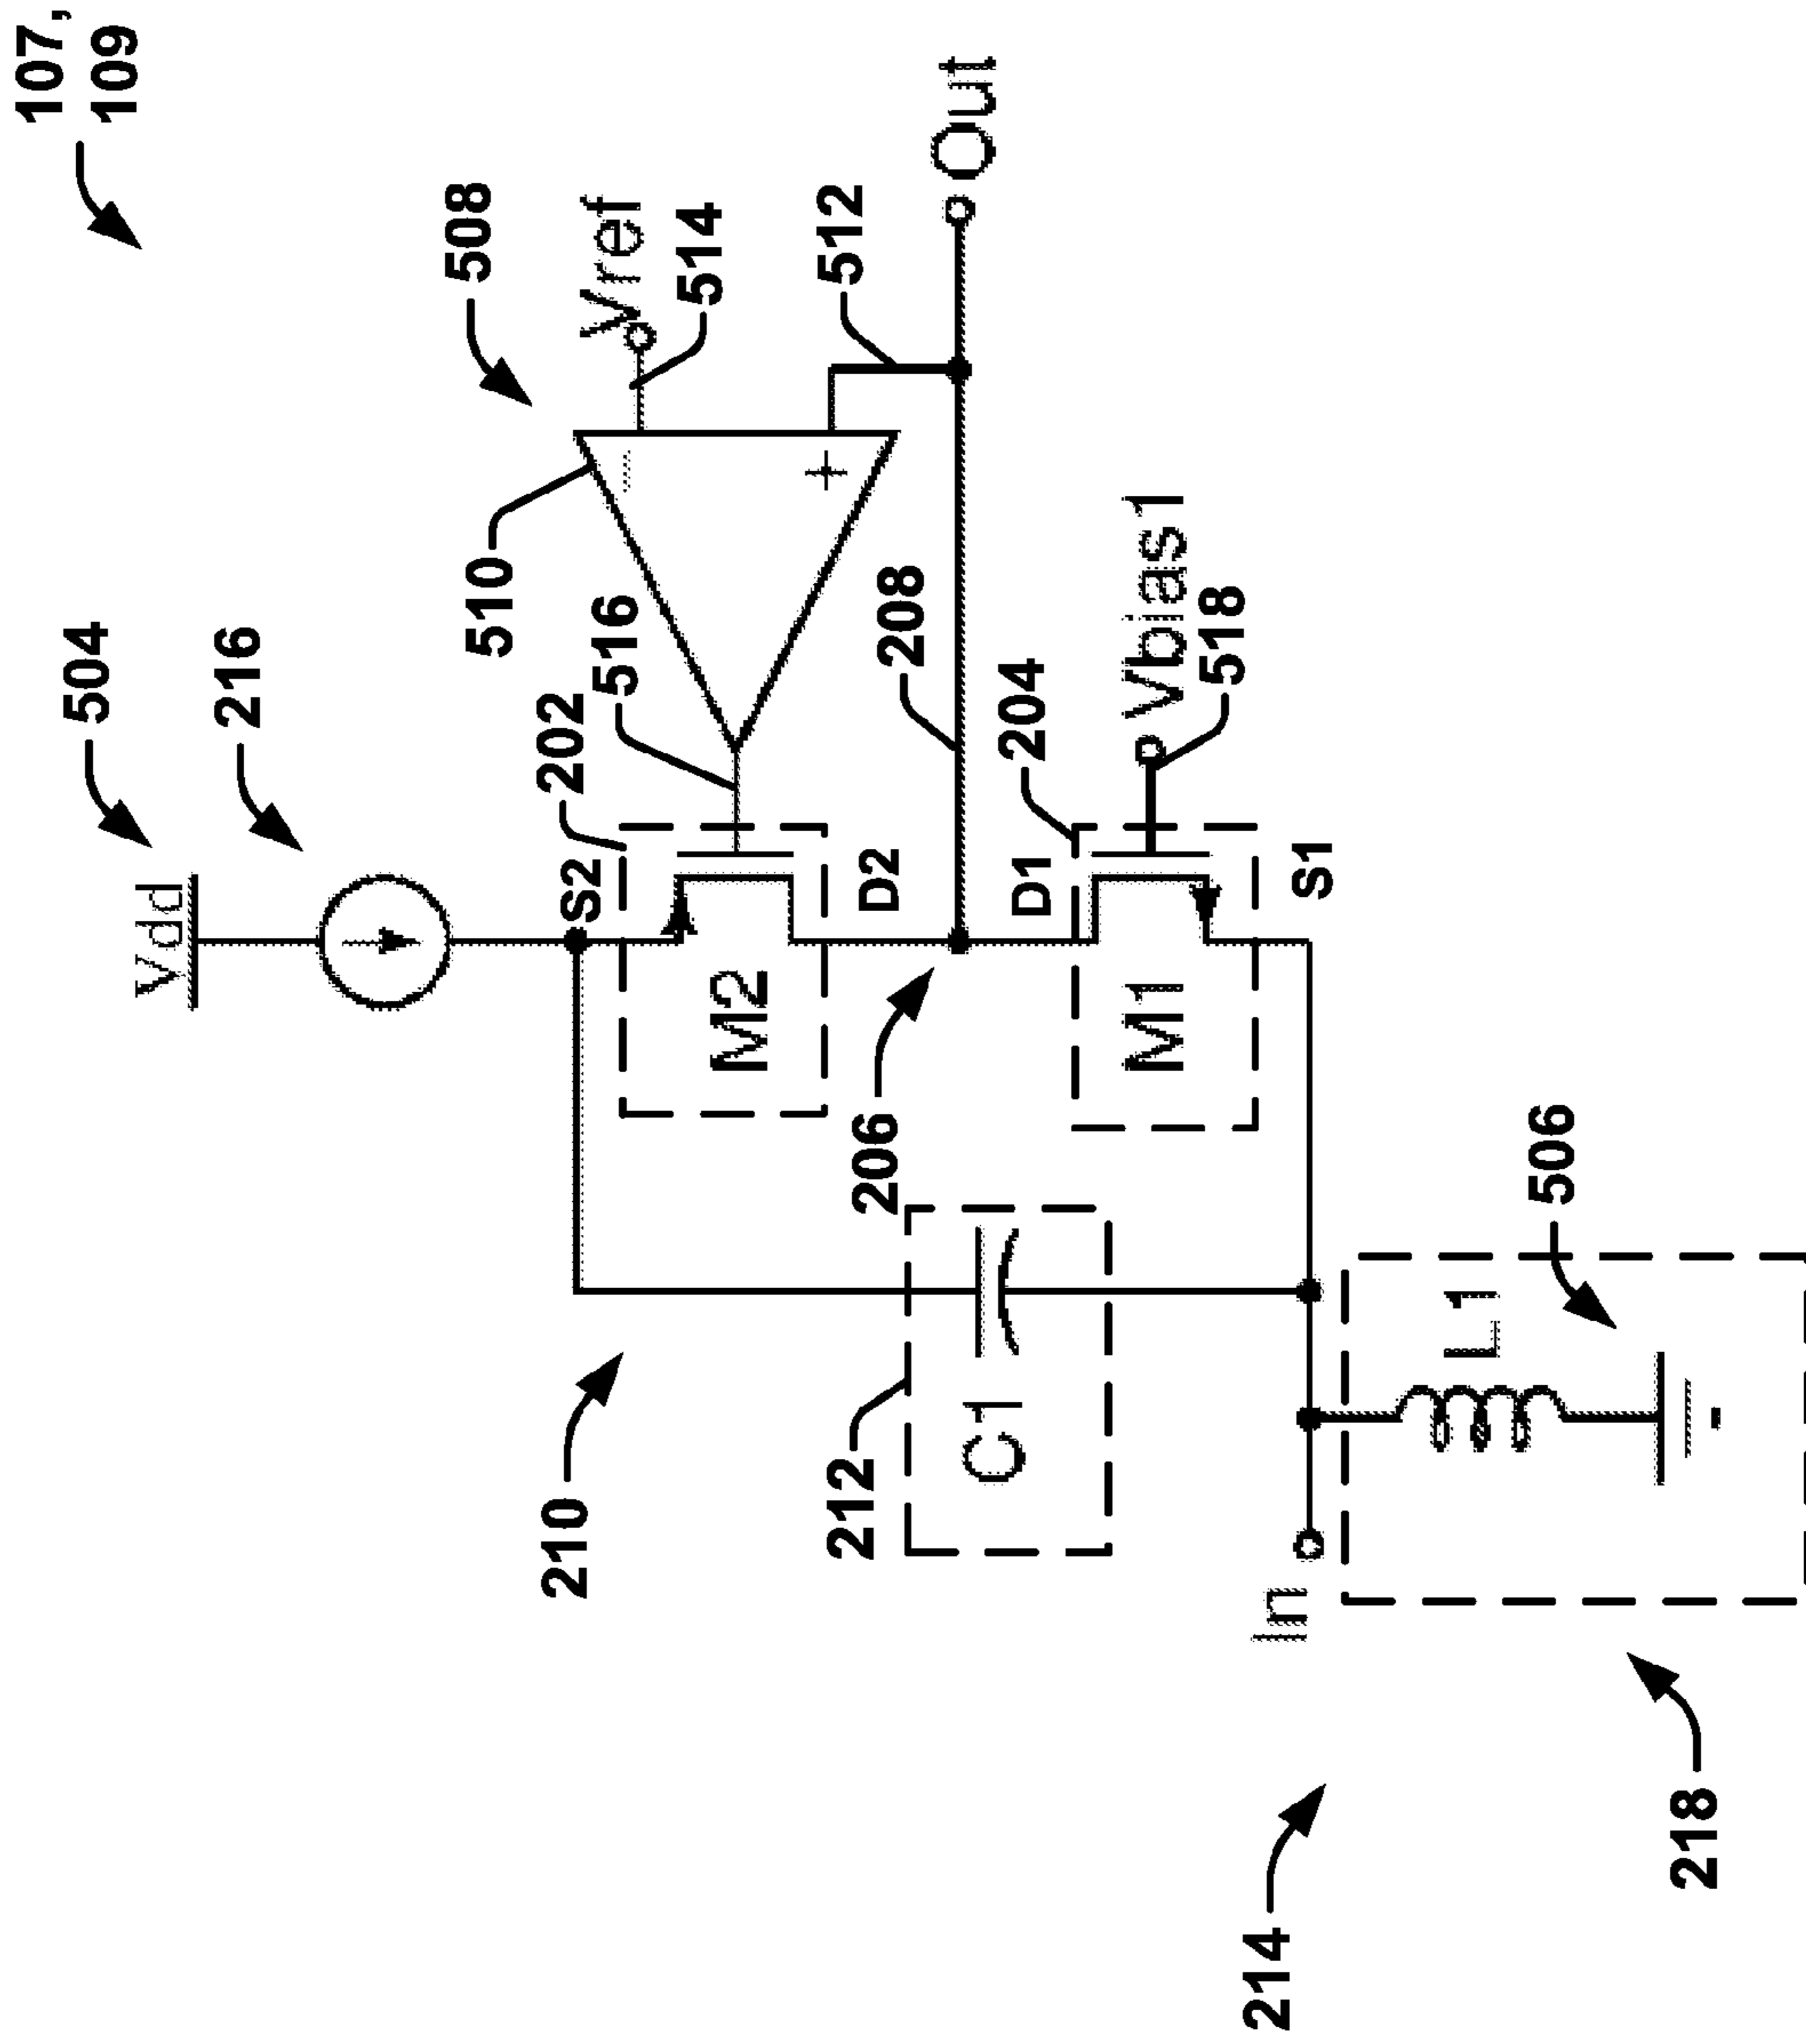 107,
109
504
Vdd
216
508
Vref
514
510
516
202
S2
M2
D2
512
Out
208
206
204
D1
M1
S1
Vbias1
518
210
212
C1
In
L1
506
214
218
-
+